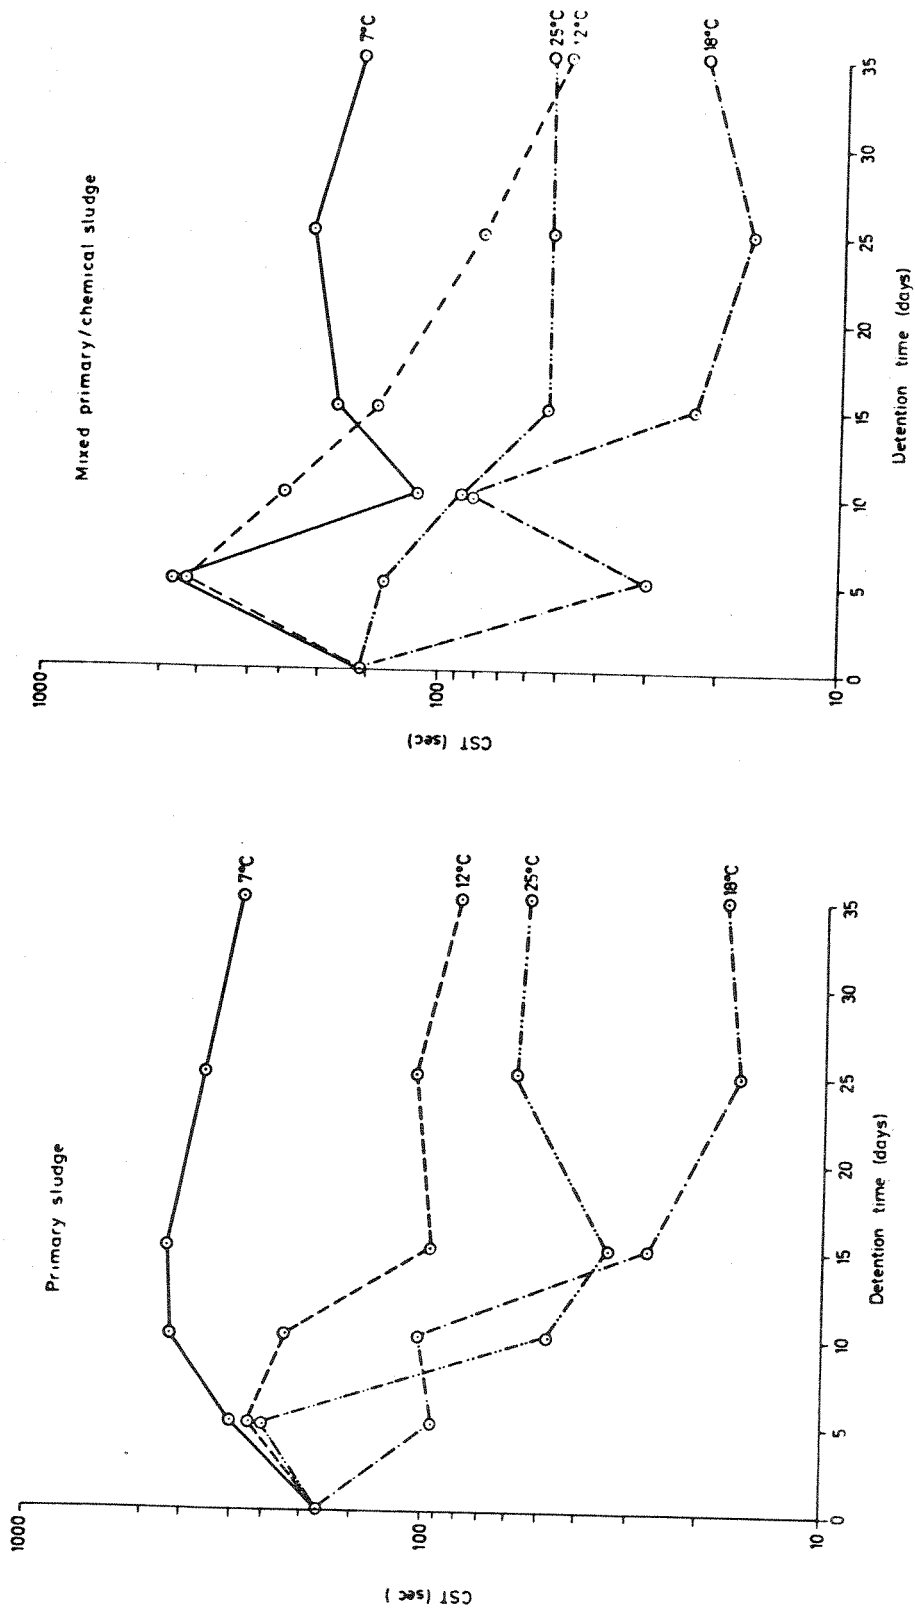 Primary sludge
1000
100
10
CST (sec)
7°C
12°C
25°C
18°C
0
5
10
15
20
25
30
35
Detention time (days)
Mixed primary/chemical sludge
1000
100
10
CST (sec)
7°C
25°C
12°C
18°C
0
5
10
15
20
25
30
35
Detention time (days)